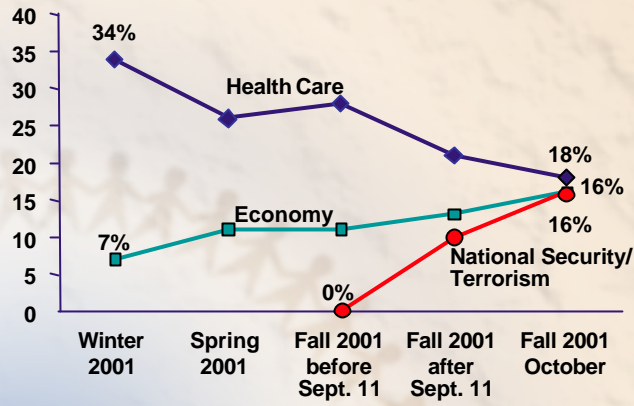 40
35
30
25
20
15
10
5
0
34%
Health Care
18%
16%
Economy
7%
16%
National Security/
Terrorism
0%
Winter
2001
Spring
2001
Fall 2001
before
Sept. 11
Fall 2001
after
Sept. 11
Fall 2001
October